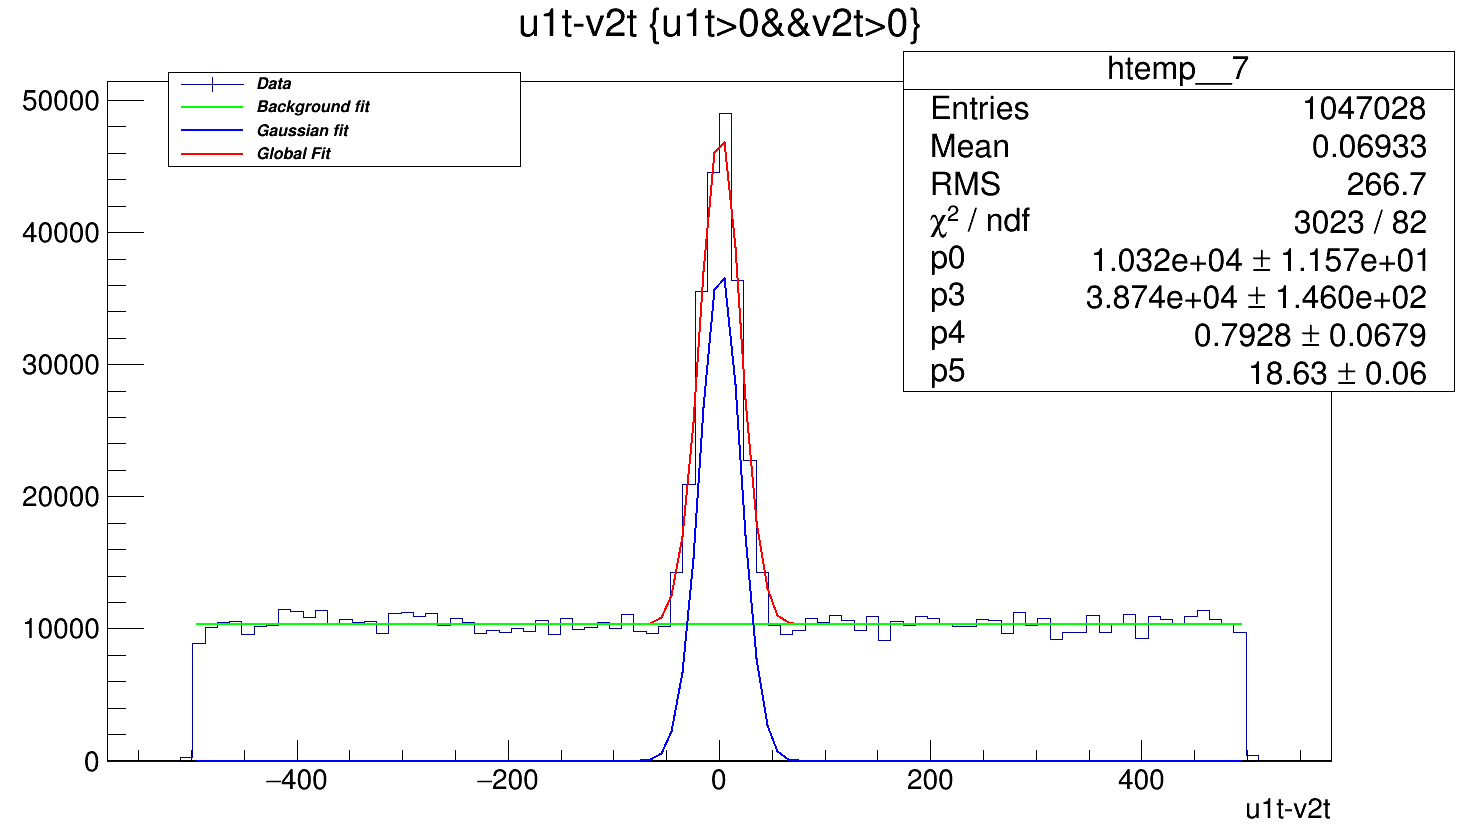 u1t-v2t {u1t>0&&v2t>0}
Data
Background fit
Gaussian fit
Global Fit
htemp__7
Entries 1047028
Mean 0.06933
RMS 266.7
χ² / ndf 3023 / 82
p0 1.032e+04 ± 1.157e+01
p3 3.874e+04 ± 1.460e+02
p4 0.7928 ± 0.0679
p5 18.63 ± 0.06
50000
40000
30000
20000
10000
0
−400 −200 0 200 400
u1t-v2t